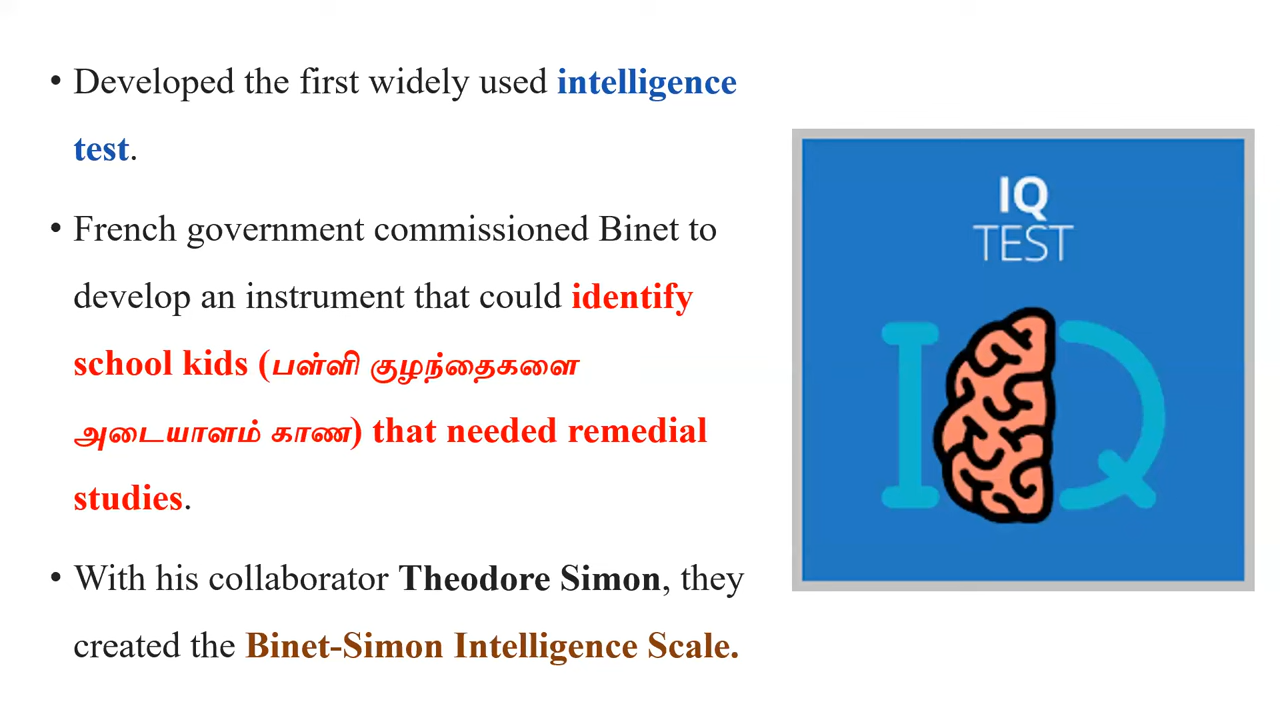 • Developed the first widely used intelligence
test.
• French government commissioned Binet to
develop an instrument that could identify
school kids (பள்ளி குழந்தைகளை
அடையாளம் காண) that needed remedial
studies.
• With his collaborator Theodore Simon, they
created the Binet-Simon Intelligence Scale.
IQ
TEST
IQ